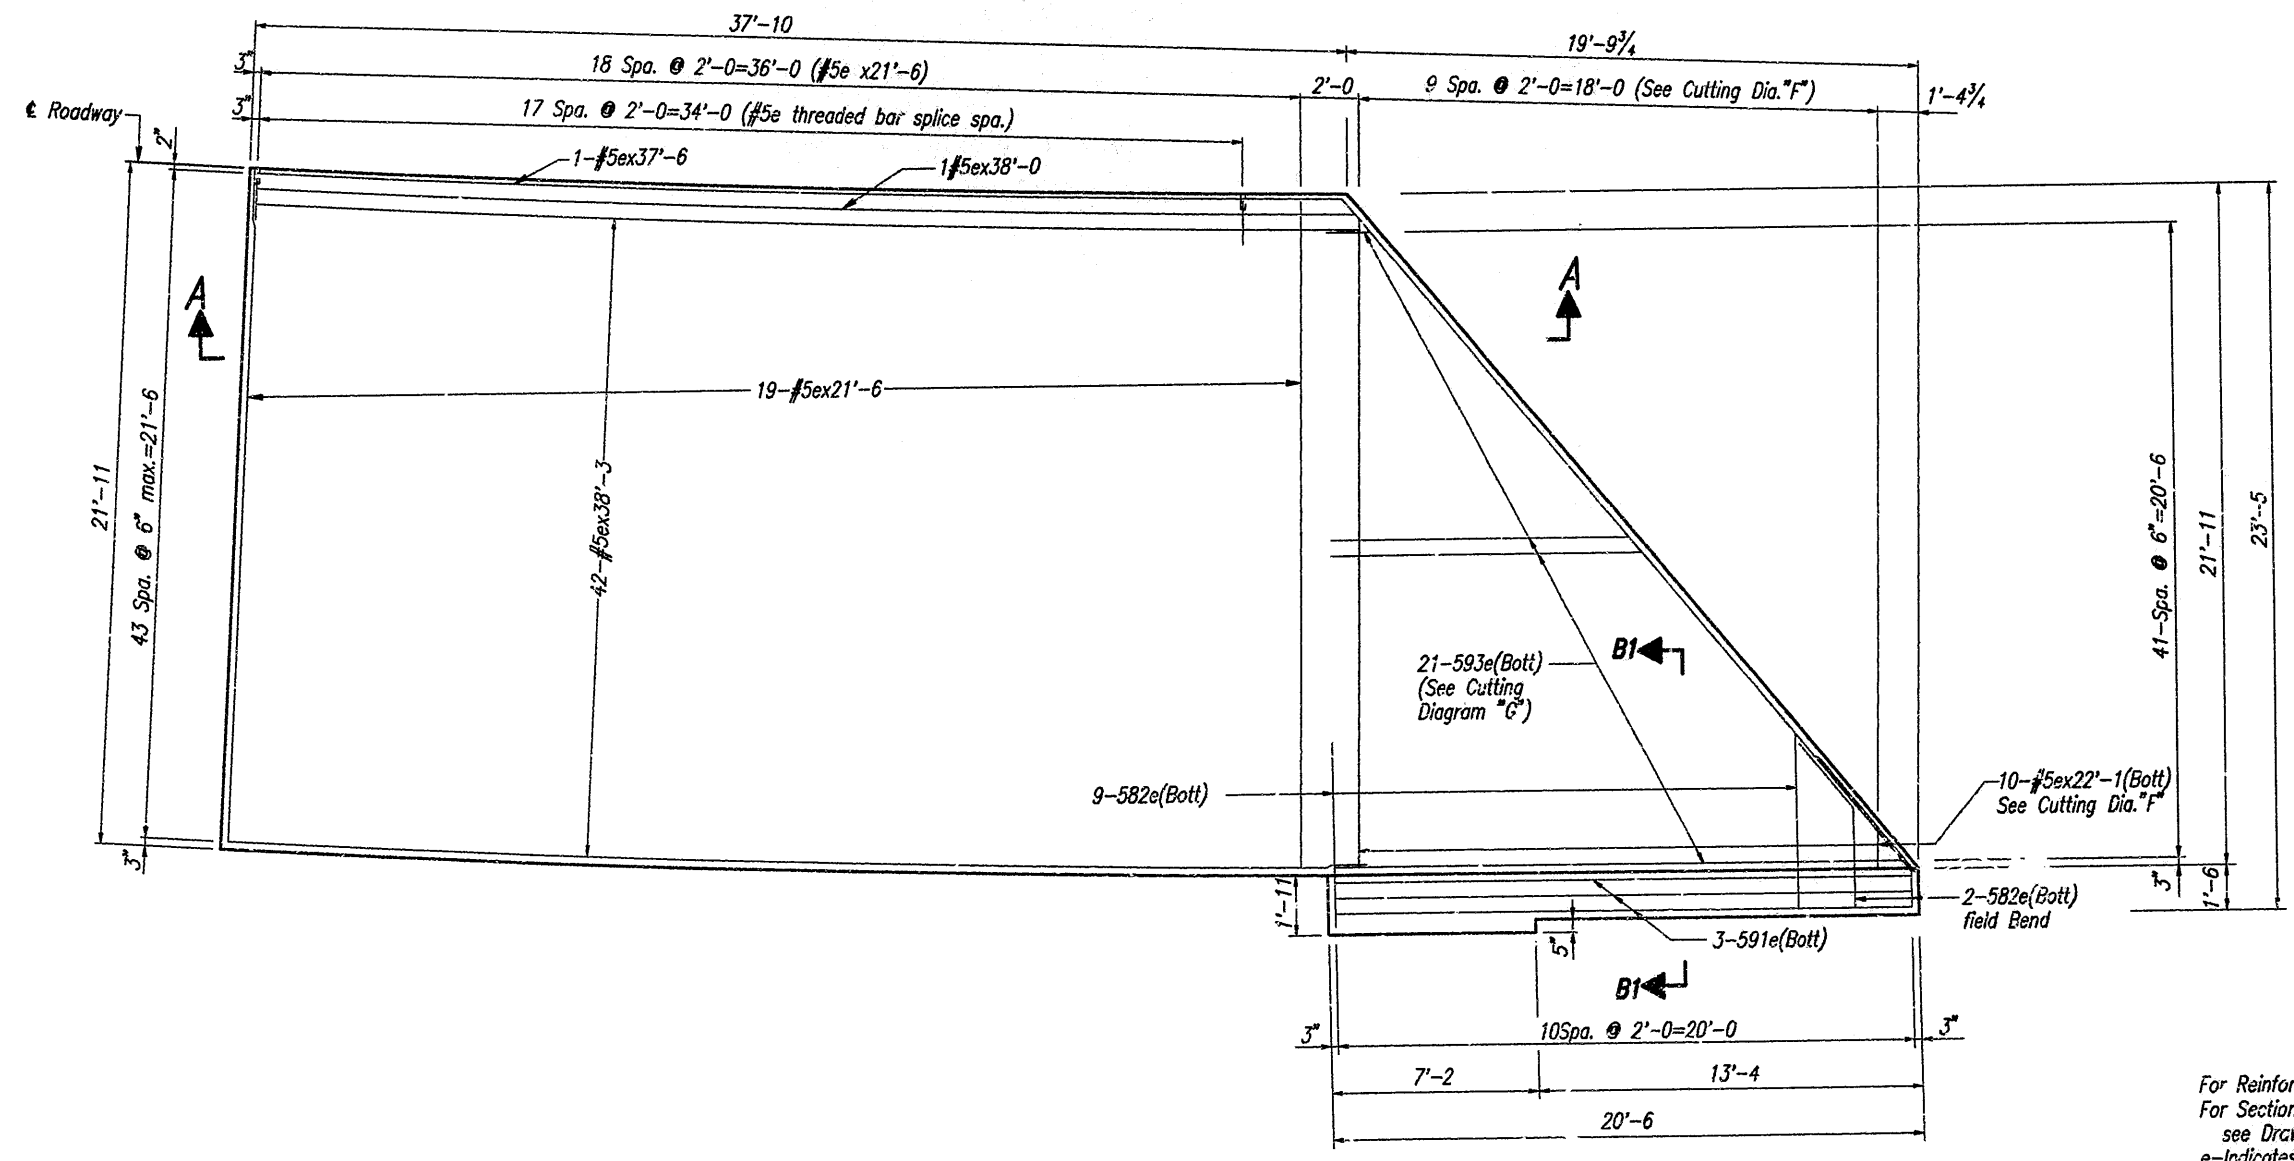 37'-10
19'-9¾
3"
18 Spa. @ 2'-0=36'-0 (#5e x21'-6)
2'-0
9 Spa. @ 2'-0=18'-0 (See Cutting Dia."F")
1'-4¾
3"
17 Spa. @ 2'-0=34'-0 (#5e threaded bar splice spa.)
℄ Roadway
2"
1-#5ex37'-6
1#5ex38'-0
A
A
19-#5ex21'-6
21'-11
43 Spa. @ 6" max.=21'-6
42-#5ex38'-3
41-Spa. @ 6"=20'-6
21'-11
23'-5
21-593e(Bott)
(See Cutting
Diagram "G")
B1
9-582e(Bott)
10-#5ex22'-1(Bott)
See Cutting Dia."F"
3"
1'-11
3"
1'-6
2-582e(Bott)
field Bend
5"
3-591e(Bott)
B1
3"
10Spa. @ 2'-0=20'-0
3"
7'-2
13'-4
20'-6
For
For Section
see
e-Indicates